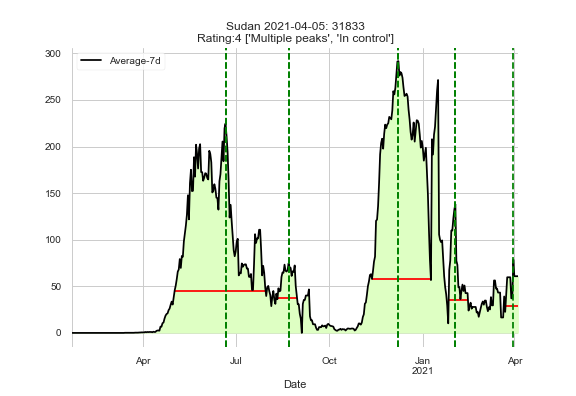 Sudan 2021-04-05: 31833
Rating:4 ['Multiple peaks', 'In control']
Average-7d
300
250
200
150
100
50
0
Apr
Jul
Oct
Jan
2021
Apr
Date